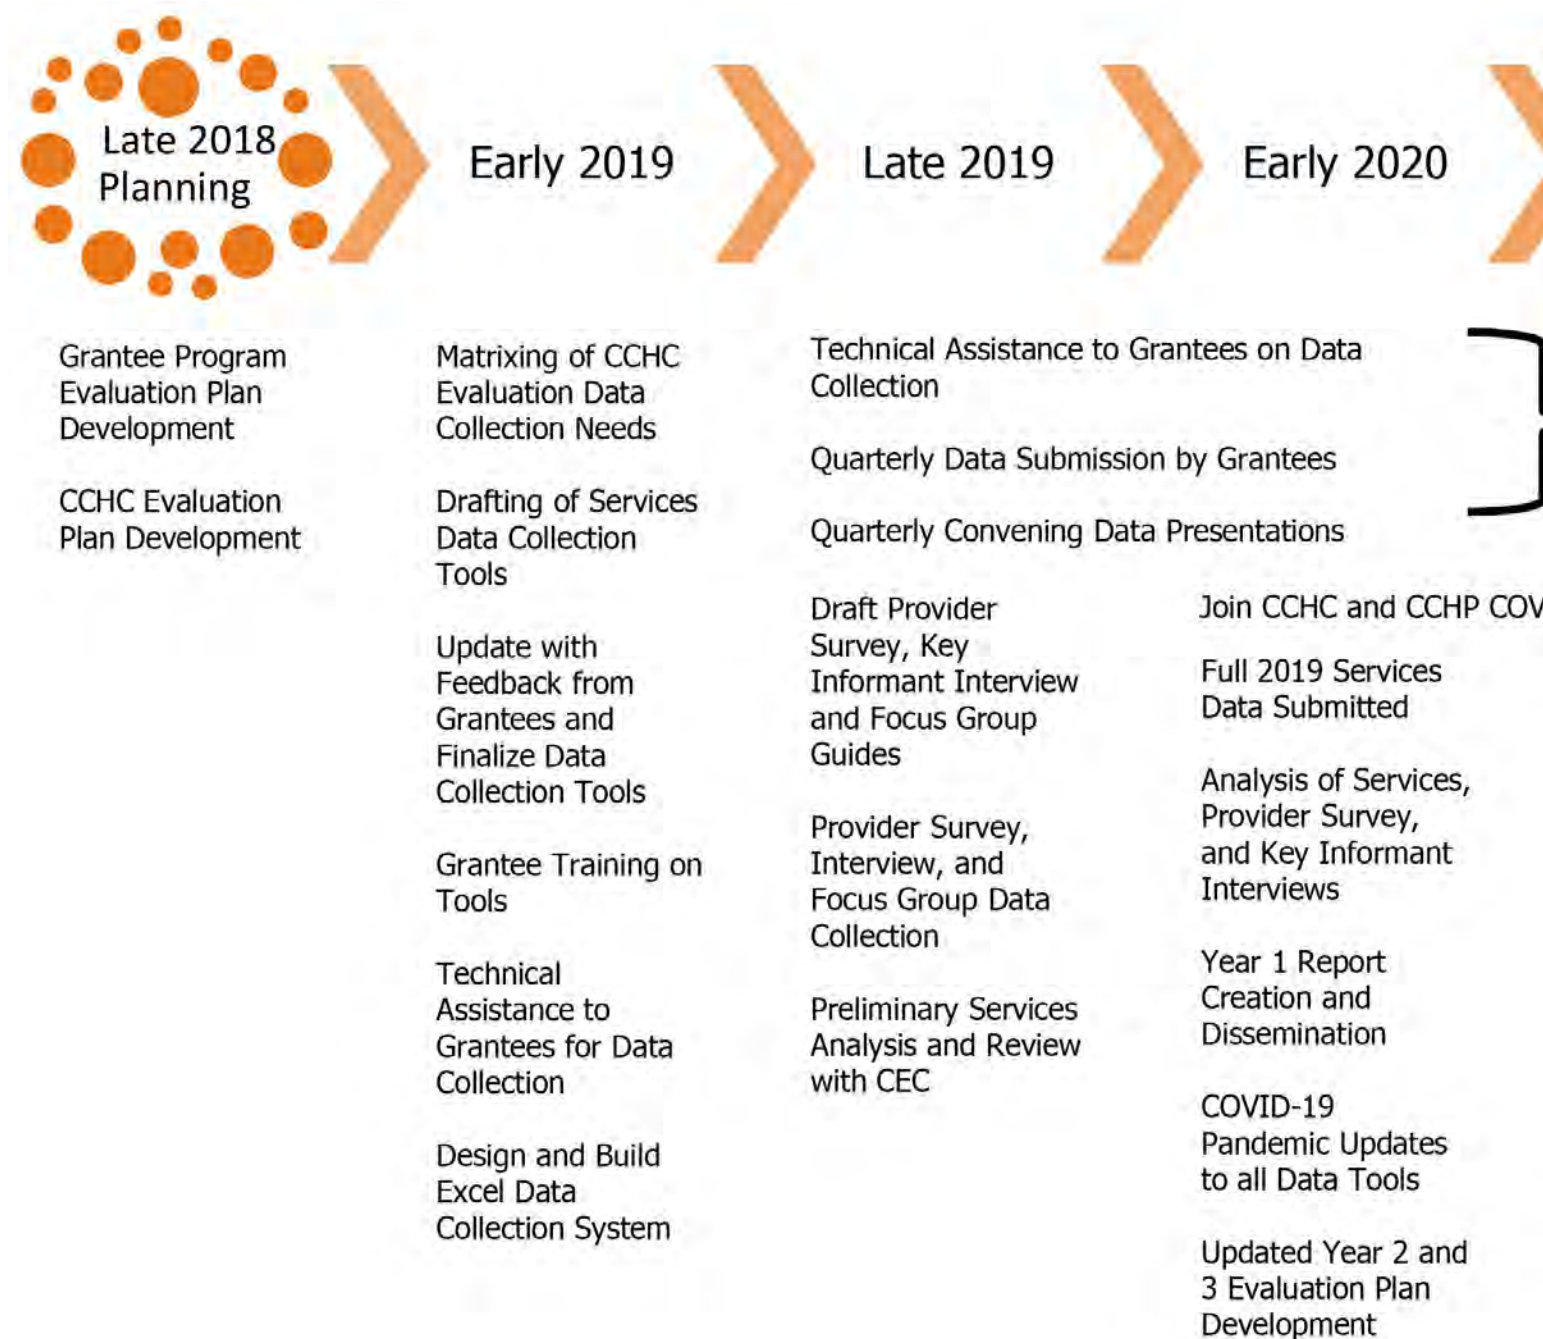 Late 2018
Planning
Early 2019
Late 2019
Early 2020
Grantee Program
Evaluation Plan
Development
CCHC Evaluation
Plan Development
Matrixing of CCHC
Evaluation Data
Collection Needs
Drafting of Services
Data Collection
Tools
Update with
Feedback from
Grantees and
Finalize Data
Collection Tools
Grantee Training on
Tools
Technical
Assistance to
Grantees for Data
Collection
Design and Build
Excel Data
Collection System
Technical Assistance to Grantees on Data
Collection
Quarterly Data Submission by Grantees
Quarterly Convening Data Presentations
Draft Provider
Survey, Key
Informant Interview
and Focus Group
Guides
Provider Survey,
Interview, and
Focus Group Data
Collection
Preliminary Services
Analysis and Review
with CEC
Join CCHC and CCHP COV
Full 2019 Services
Data Submitted
Analysis of Services,
Provider Survey,
and Key Informant
Interviews
Year 1 Report
Creation and
Dissemination
COVID-19
Pandemic Updates
to all Data Tools
Updated Year 2 and
3 Evaluation Plan
Development